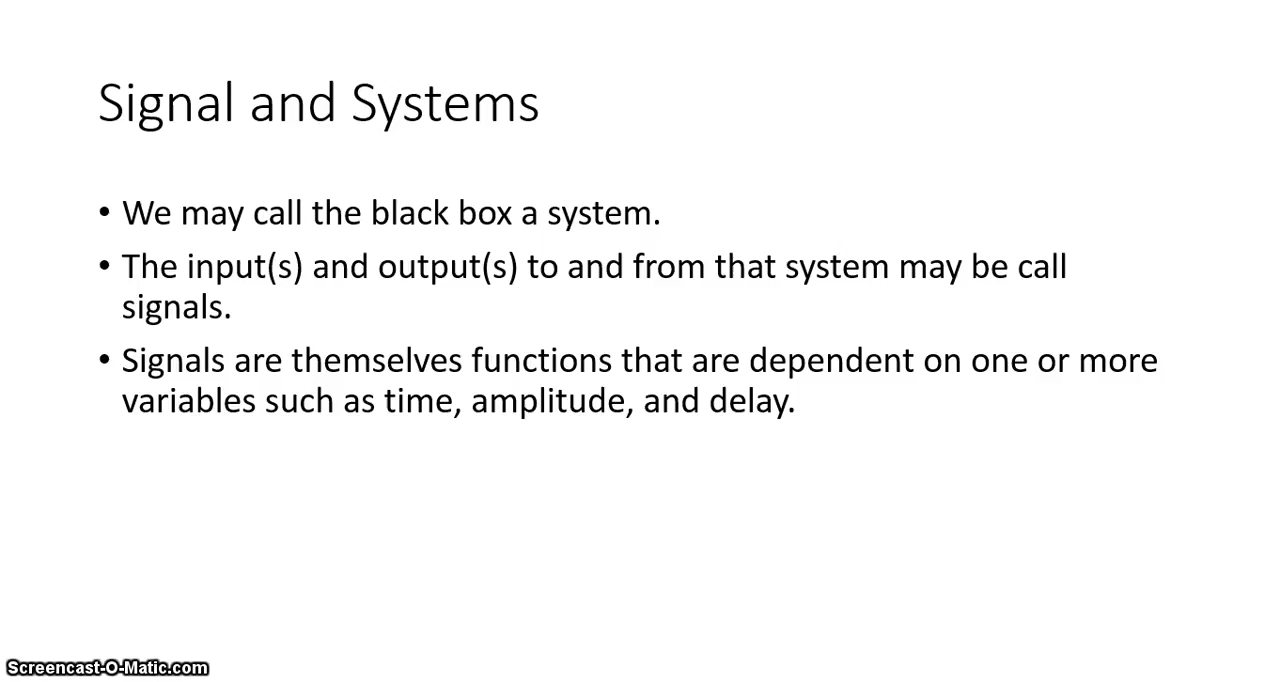 Signal and Systems
• We may call the black box a system.
• The input(s) and output(s) to and from that system may be call
signals.
• Signals are themselves functions that are dependent on one or more
variables such as time, amplitude, and delay.
Screencast-O-Matic.com